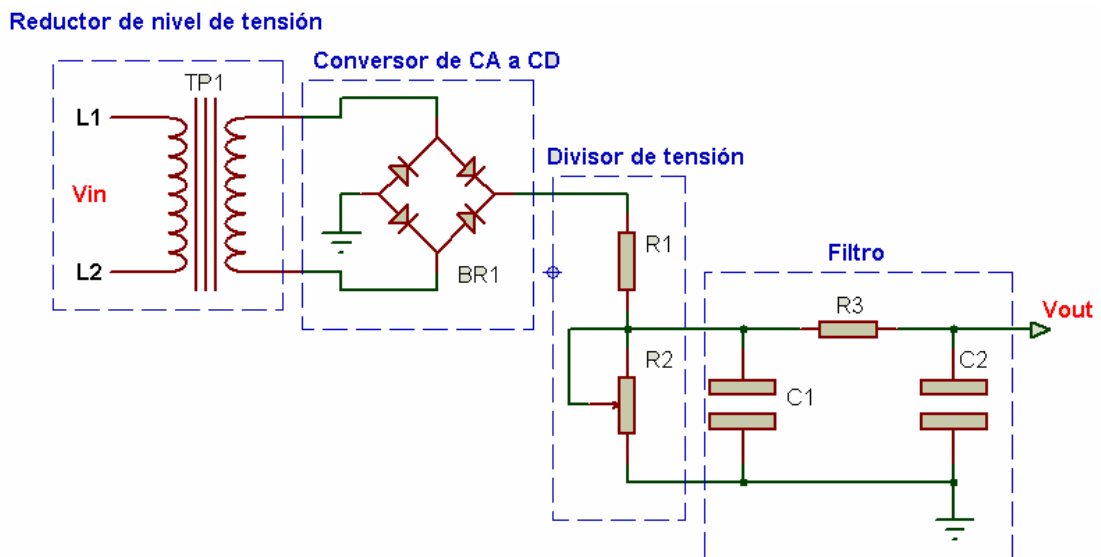 Reductor de nivel de tensión
Conversor de CA a CD
TP1
L1
Vin
L2
BR1
Divisor de tensión
R1
R2
Filtro
R3
C1
C2
Vout